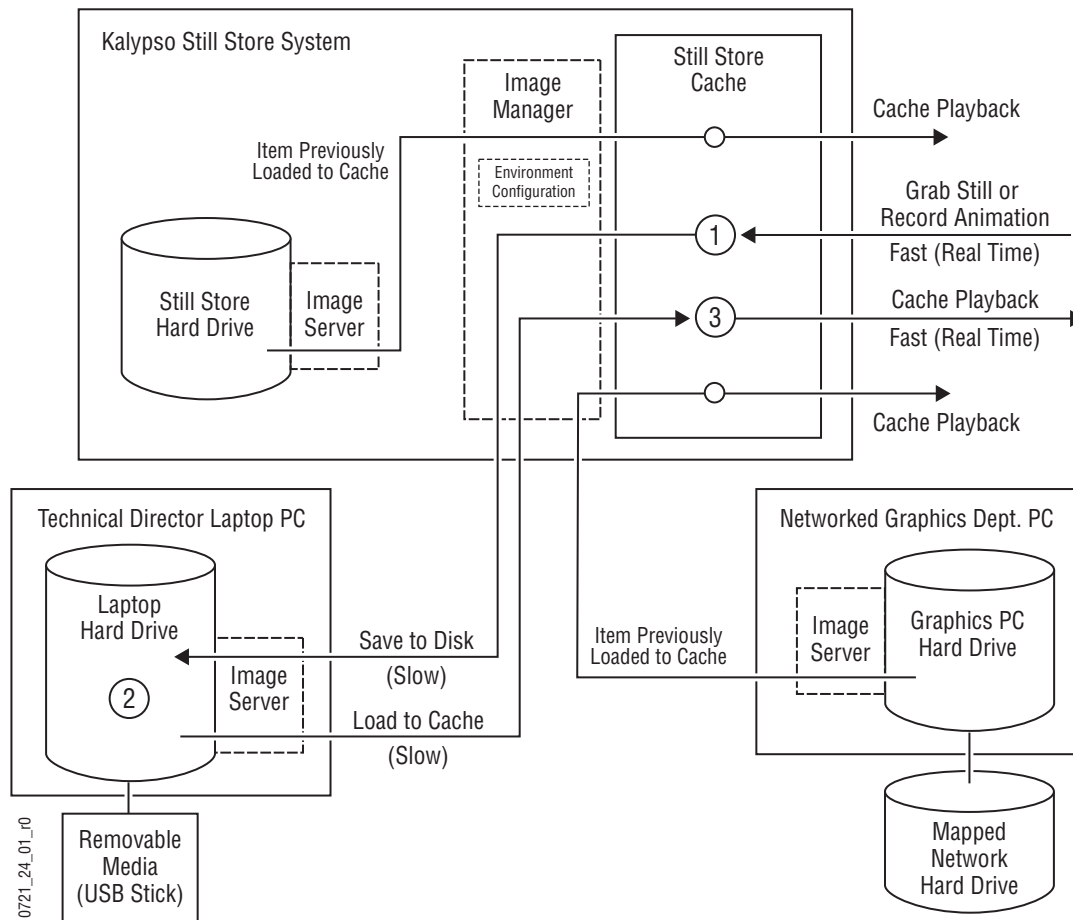 Kalypso Still Store System
Still Store
Cache
Image
Manager
Environment
Configuration
Cache Playback
Item Previously
Loaded to Cache
Grab Still or
Record Animation
1
Fast (Real Time)
Still Store
Hard Drive
Image
Server
Cache Playback
3
Fast (Real Time)
Cache Playback
Technical Director Laptop PC
Laptop
Hard Drive
2
Image
Server
Save to Disk
(Slow)
Load to Cache
(Slow)
Removable
Media
(USB Stick)
Networked Graphics Dept. PC
Item Previously
Loaded to Cache
Image
Server
Graphics PC
Hard Drive
Mapped
Network
Hard Drive
0721_24_01_r0